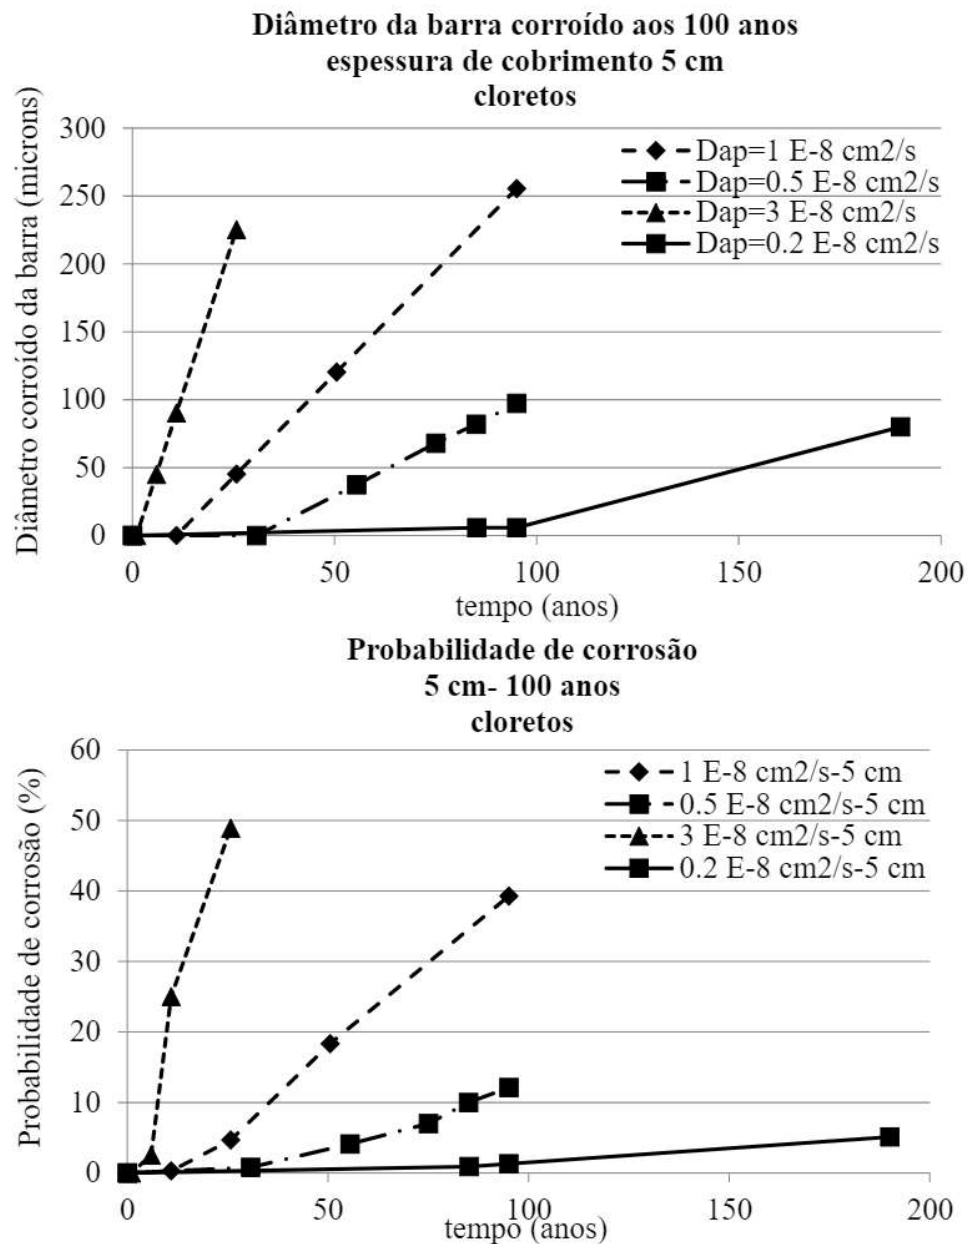 Diâmetro da barra corroído aos 100 anos
espessura de cobrimento 5 cm
cloretos
Diâmetro corroído da barra (microns)
300
250
200
150
100
50
0
Dap=1 E-8 cm2/s
Dap=0.5 E-8 cm2/s
Dap=3 E-8 cm2/s
Dap=0.2 E-8 cm2/s
0 50 100 150 200
tempo (anos)
Probabilidade de corrosão
5 cm- 100 anos
cloretos
Probabilidade de corrosão (%)
60
50
40
30
20
10
0
1 E-8 cm2/s-5 cm
0.5 E-8 cm2/s-5 cm
3 E-8 cm2/s-5 cm
0.2 E-8 cm2/s-5 cm
0 50 100 150 200
tempo (anos)